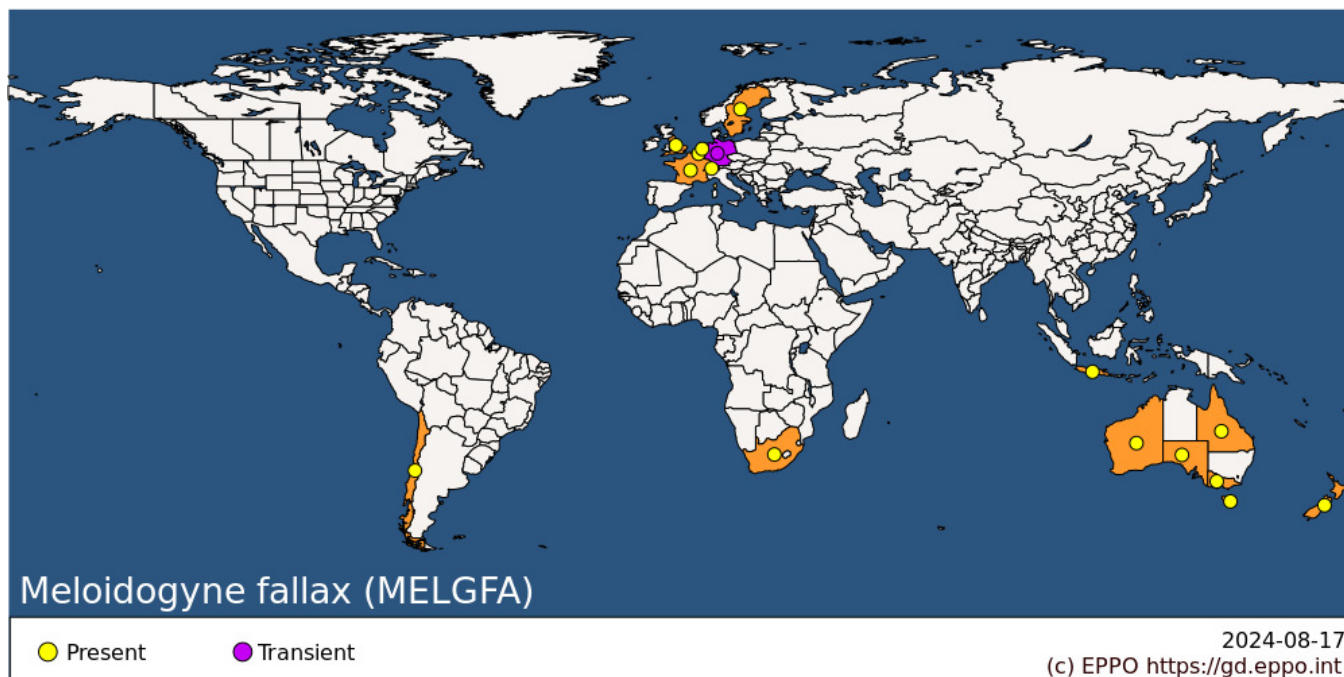 Meloidogyne fallax (MELGFA)
Present
Transient
2024-08-17
(c) EPPO https://gd.eppo.int